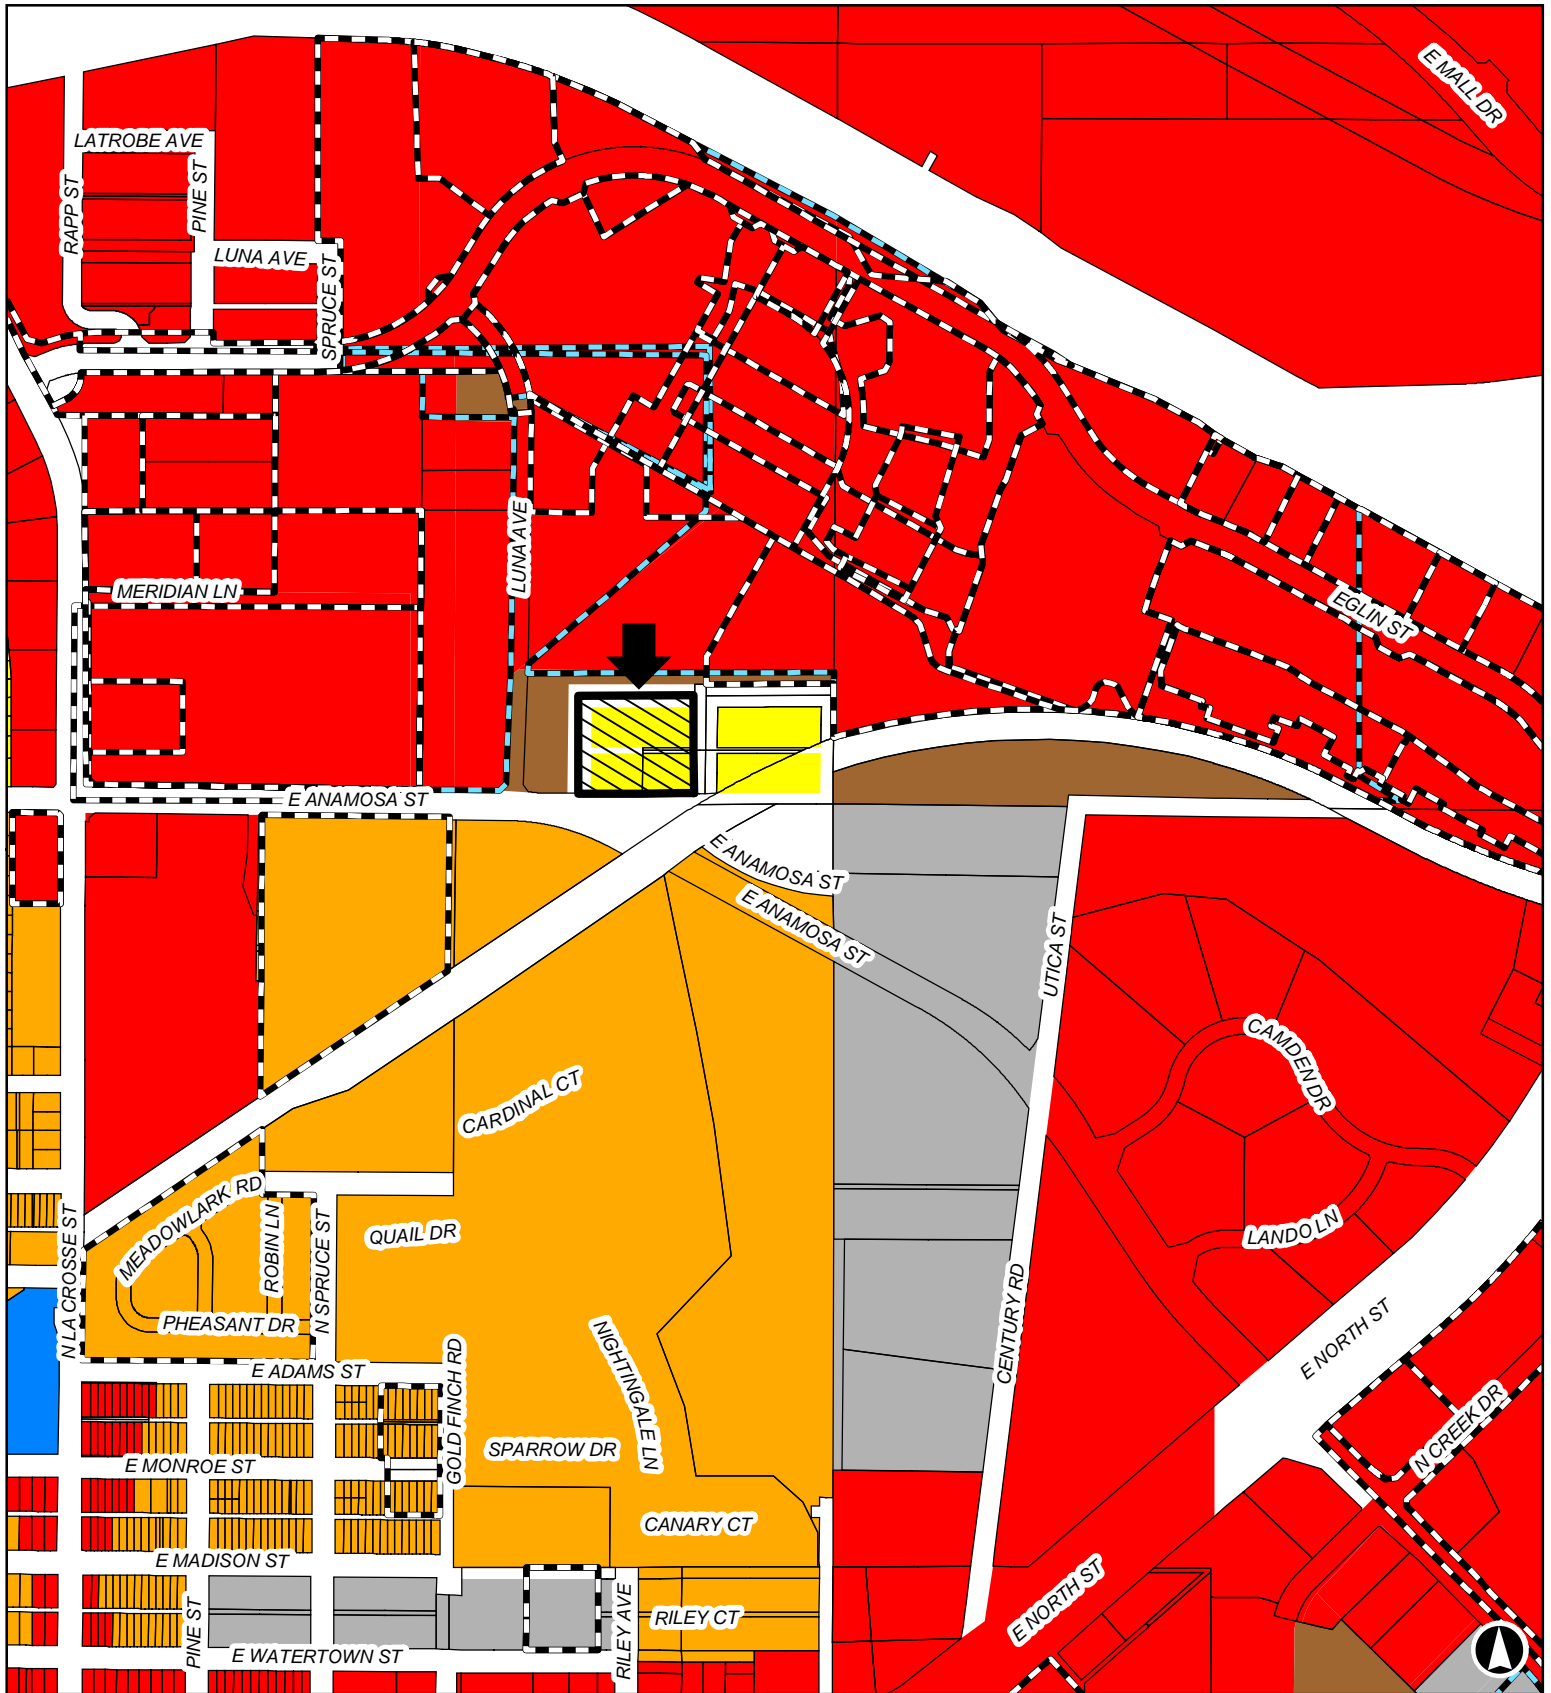 E MALL DR
LATROBE AVE
RAPP ST
PINE ST
LUNA AVE
SPRUCE ST
LUNA AVE
MERIDIAN LN
EGLIN ST
E ANAMOSA ST
E ANAMOSA ST
E ANAMOSA ST
UTICA ST
CAMDEN DR
CARDINAL CT
MEADOWLARK RD
ROBIN LN
N SPRUCE ST
QUAIL DR
N LA CROSSE ST
PHEASANT DR
LANDO LN
CENTURY RD
E NORTH ST
E ADAMS ST
GOLD FINCH RD
NIGHTINGALE LN
N CREEK DR
SPARROW DR
E MONROE ST
CANARY CT
E MADISON ST
E NORTH ST
PINE ST
RILEY AVE
RILEY CT
E WATERTOWN ST